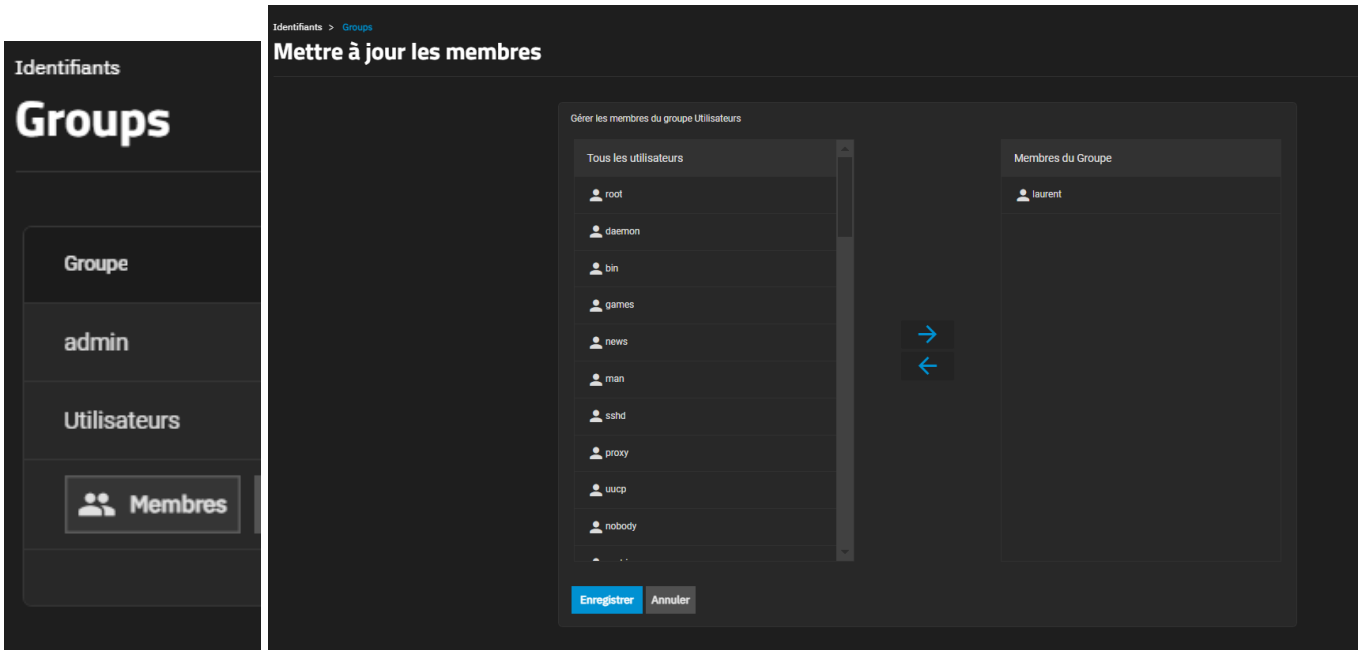 Identifiants
Groups
Groupe
admin
Utilisateurs
Membres
Identifiants > Groups
Mettre à jour les membres
Gérer les membres du groupe Utilisateurs
Tous les utilisateurs
root
daemon
bin
games
news
man
sshd
proxy
uucp
nobody
Membres du Groupe
laurent
Enregistrer Annuler